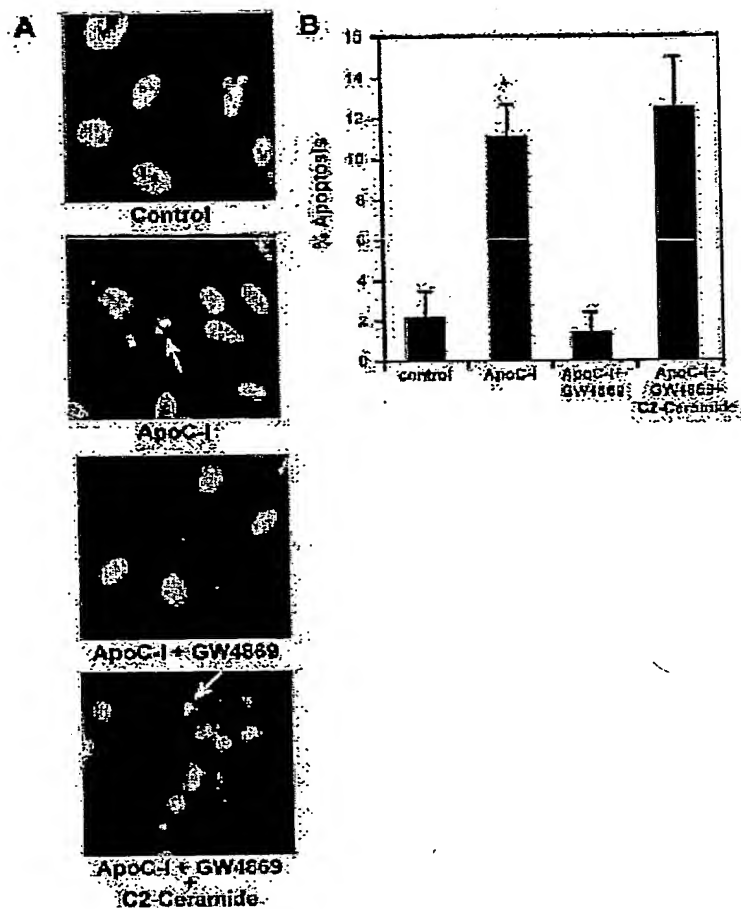 A
Control
ApoC-I
ApoC-I + GW4869
ApoC-I + GW4869
+
C2-Ceramide
B
% Apoptosis
16
14
12
10
8
6
4
2
0
control
ApoC-I
ApoC-I+
GW4869
ApoC-I+
GW4869+
C2-Ceramide